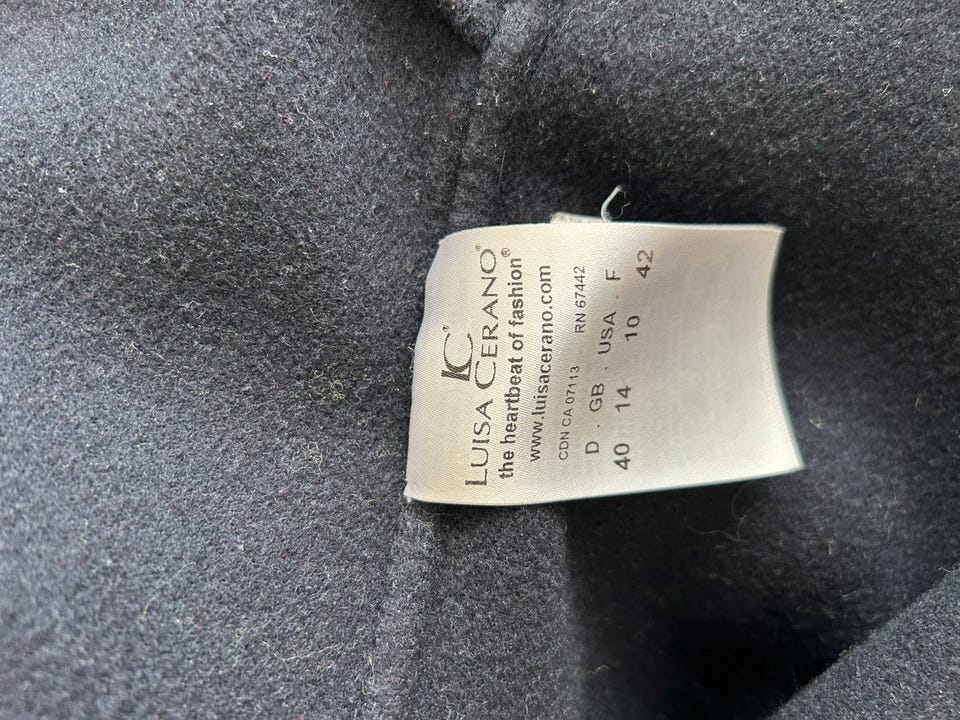 LC®
LUISA CERANO®
the heartbeat of fashion®
www.luisacerano.com
CDN CA 07113 RN 67442
D . GB . USA . F
40 14 10 42